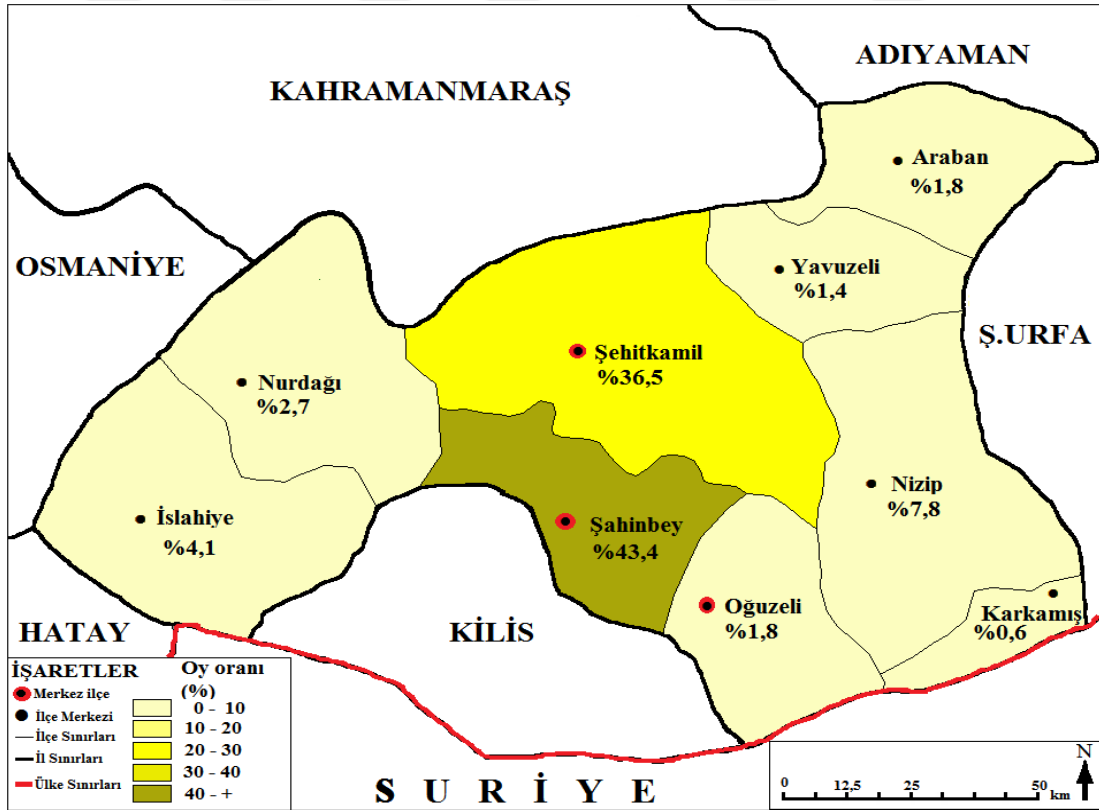 ADIYAMAN
KAHRAMANMARAŞ
Araban
%1,8
OSMANİYE
Yavuzeli
%1,4
Ş.URFA
Şehitkamil
%36,5
Nurdağı
%2,7
Nizip
%7,8
İslahiye
%4,1
Şahinbey
%43,4
Oğuzeli
%1,8
Karkamış
%0,6
HATAY
KİLİS
İŞARETLER
Merkez ilçe
İlçe Merkezi
İlçe Sınırları
İl Sınırları
Ülke Sınırları
Oy oranı
(%)
0 - 10
10 - 20
20 - 30
30 - 40
40 - +
SURİYE
N
0 12,5 25 50 km